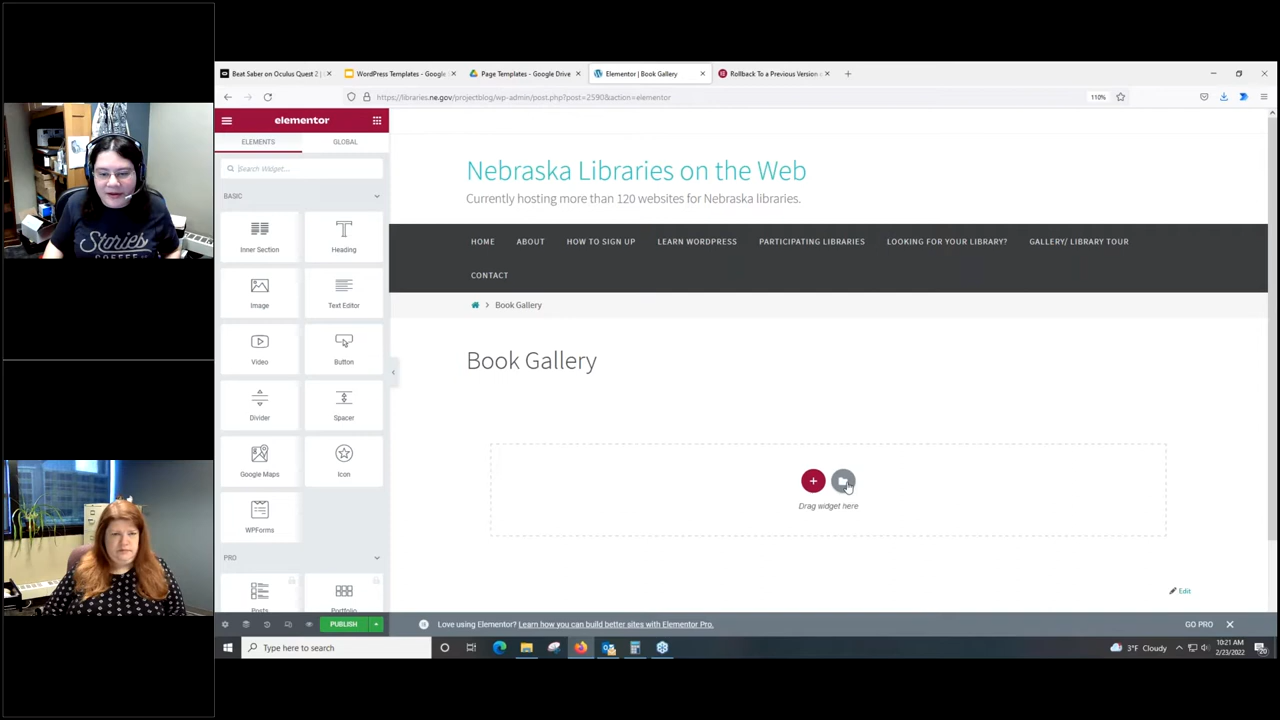 Beat Saber on Oculus Quest 2 |
WordPress Templates - Google
Page Templates - Google Drive
Elementor | Book Gallery
Rollback To a Previous Version
https://libraries.ne.gov/projectblog/wp-admin/post.php?post=2590&action=elementor
110%
elementor
ELEMENTS GLOBAL
Search Widget...
BASIC
Inner Section Heading
Image Text Editor
Video Button
Divider Spacer
Google Maps Icon
WPForms
PRO
Posts Portfolio
PUBLISH
Nebraska Libraries on the Web
Currently hosting more than 120 websites for Nebraska libraries.
HOME ABOUT HOW TO SIGN UP LEARN WORDPRESS PARTICIPATING LIBRARIES LOOKING FOR YOUR LIBRARY? GALLERY/ LIBRARY TOUR
CONTACT
Book Gallery
Book Gallery
Drag widget here
Edit
Love using Elementor? Learn how you can build better sites with Elementor Pro.
GO PRO
Type here to search
3°F Cloudy
10:21 AM
2/23/2022
20
Stories
COFFEE